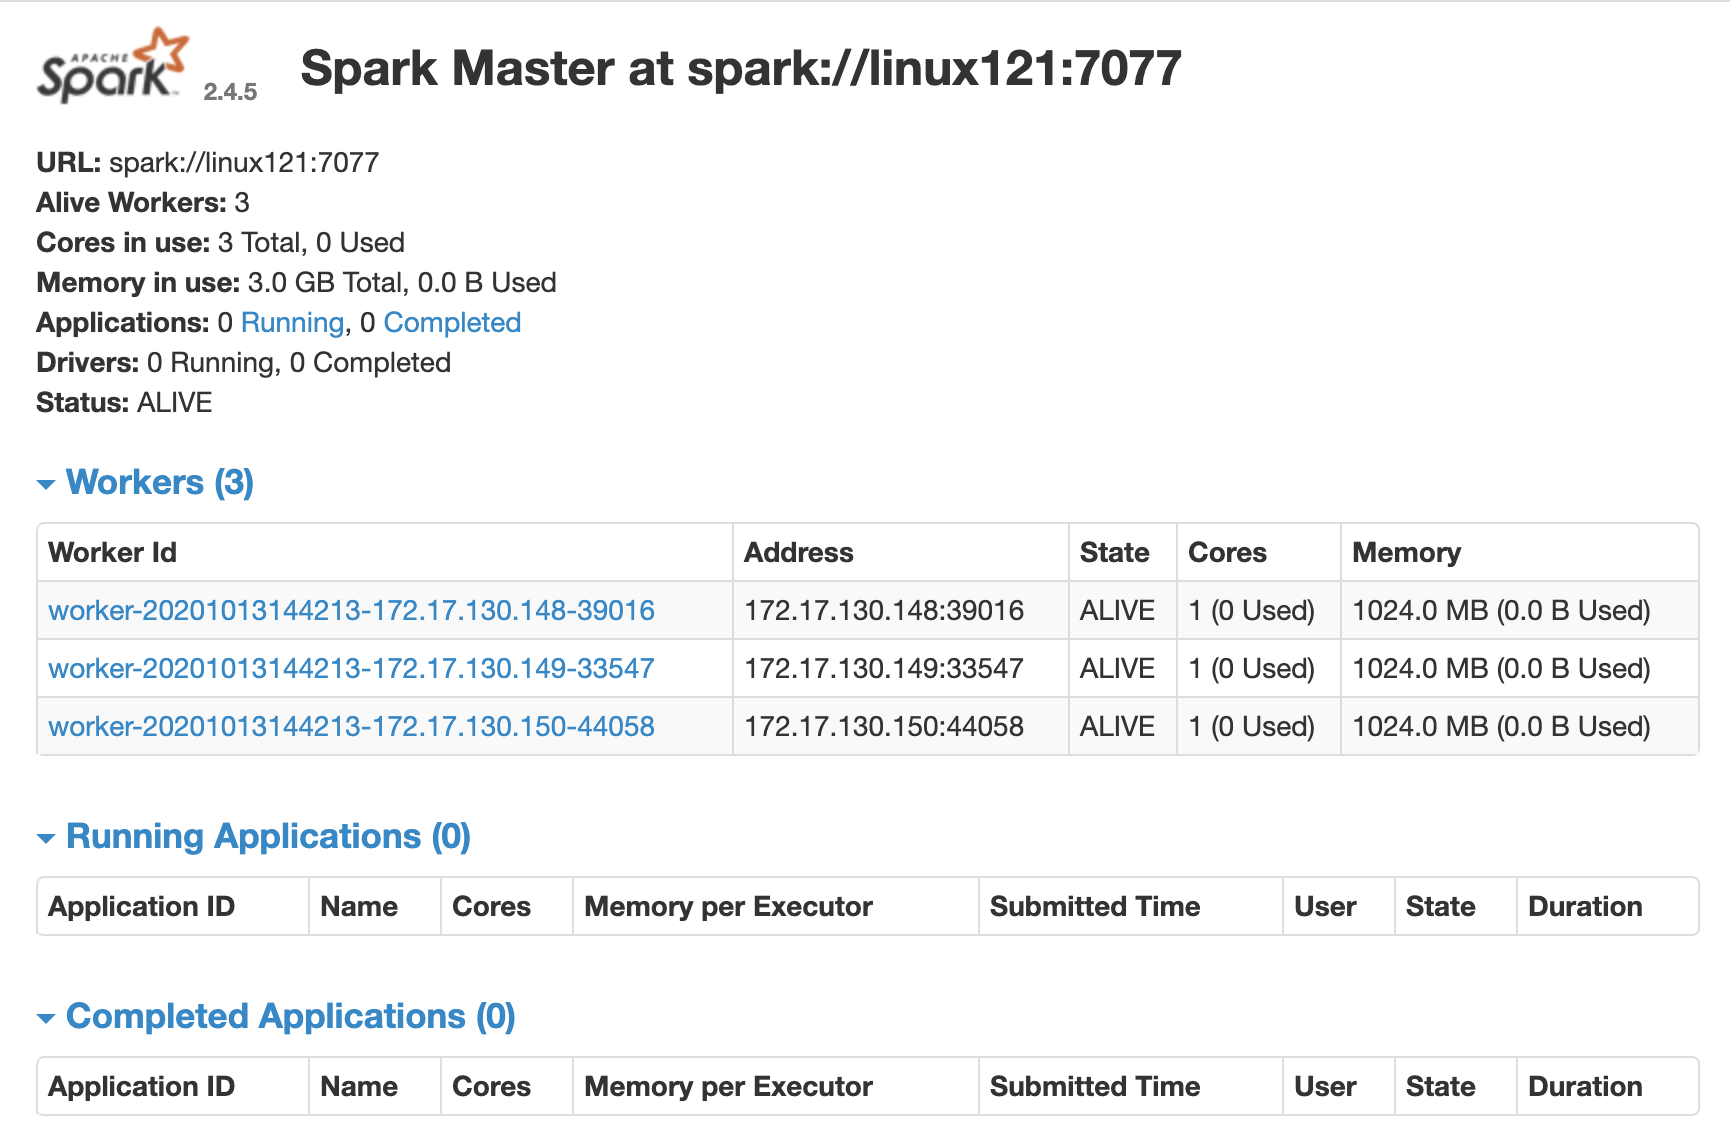 APACHE
Spark™ 2.4.5 Spark Master at spark://linux121:7077
URL: spark://linux121:7077
Alive Workers: 3
Cores in use: 3 Total, 0 Used
Memory in use: 3.0 GB Total, 0.0 B Used
Applications: 0 Running, 0 Completed
Drivers: 0 Running, 0 Completed
Status: ALIVE
Workers (3)
Worker Id Address State Cores Memory
worker-20201013144213-172.17.130.148-39016 172.17.130.148:39016 ALIVE 1 (0 Used) 1024.0 MB (0.0 B Used)
worker-20201013144213-172.17.130.149-33547 172.17.130.149:33547 ALIVE 1 (0 Used) 1024.0 MB (0.0 B Used)
worker-20201013144213-172.17.130.150-44058 172.17.130.150:44058 ALIVE 1 (0 Used) 1024.0 MB (0.0 B Used)
Running Applications (0)
Application ID Name Cores Memory per Executor Submitted Time User State Duration
Completed Applications (0)
Application ID Name Cores Memory per Executor Submitted Time User State Duration